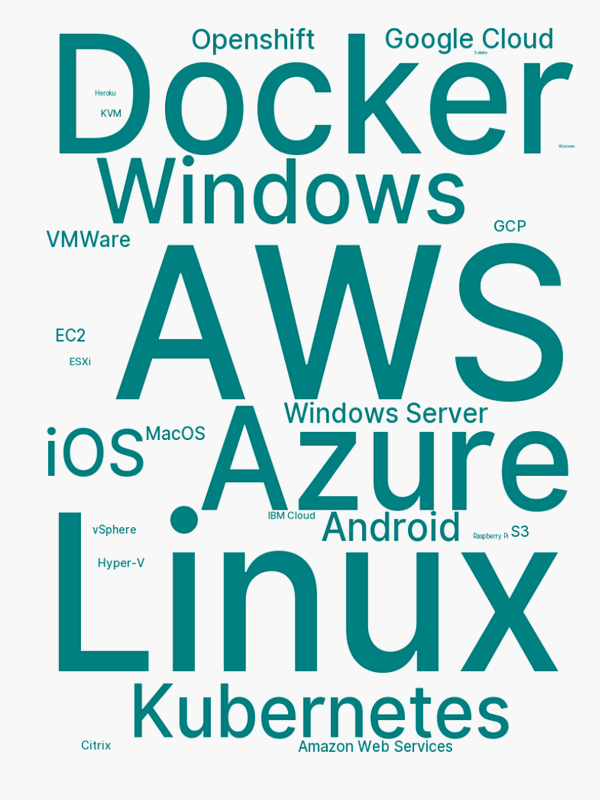 Openshift
Google Cloud
Docker
Heroku
KVM
Windows
VMWare
GCP
AWS
EC2
ESXi
Windows Server
iOS
MacOS
Azure
IBM Cloud
Android
vSphere
Raspberry Pi
S3
Hyper-V
Linux
Kubernetes
Citrix
Amazon Web Services